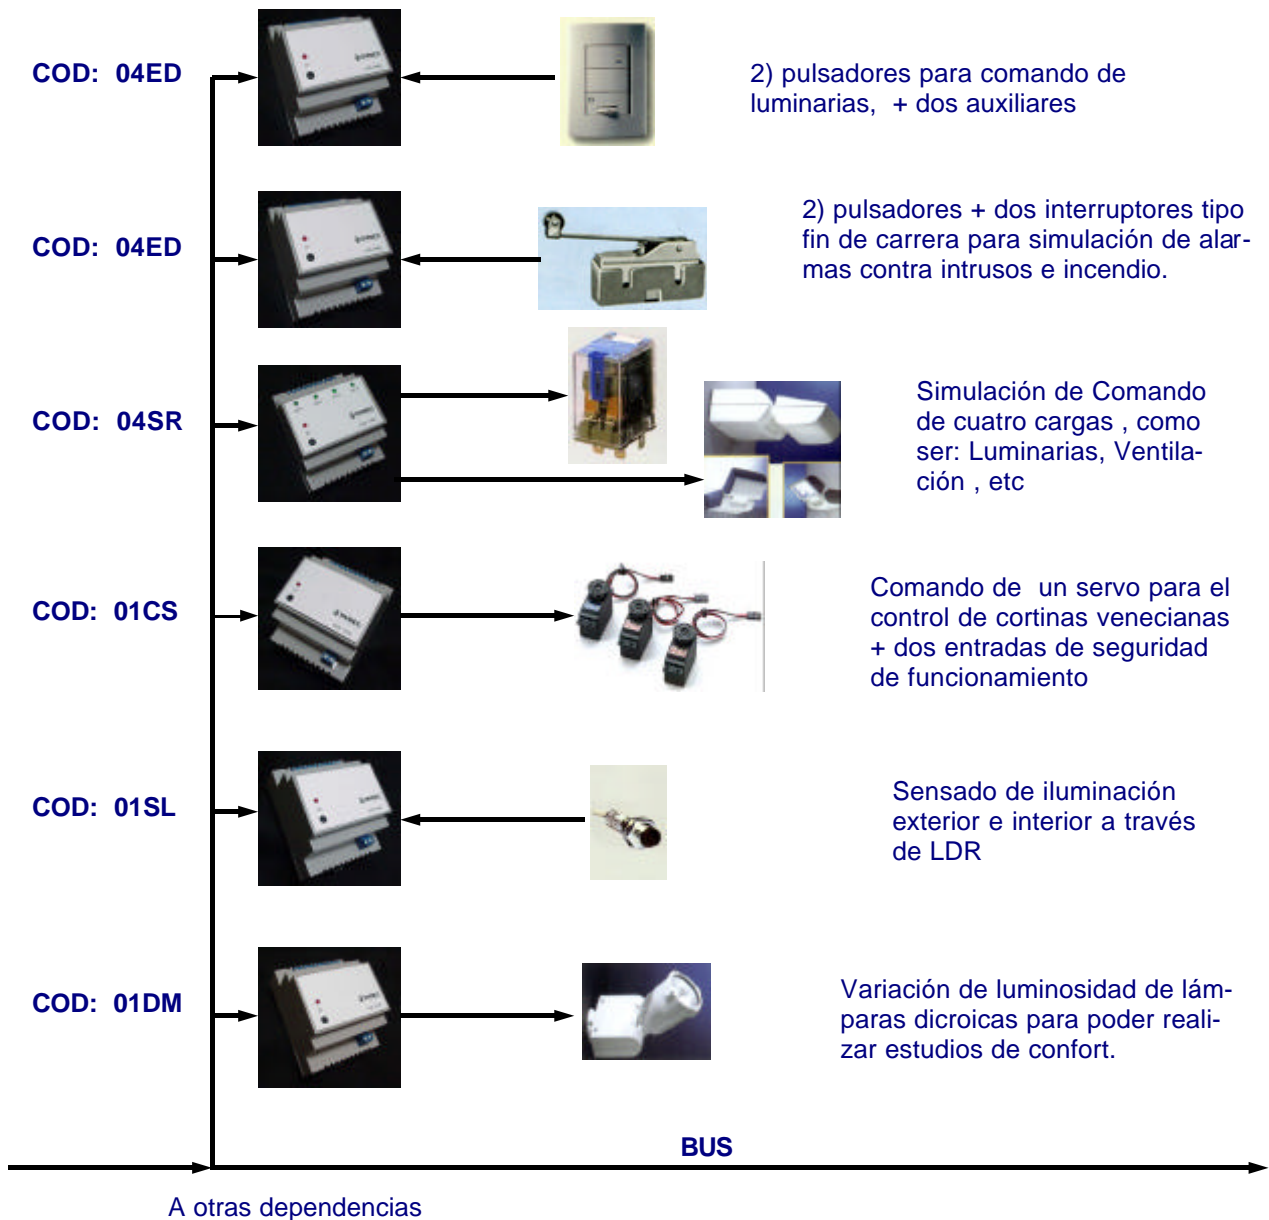 COD: 04ED
2) pulsadores para comando de
luminarias, + dos auxiliares
COD: 04ED
2) pulsadores + dos interruptores tipo
fin de carrera para simulación de alar-
mas contra intrusos e incendio.
COD: 04SR
Simulación de Comando
de cuatro cargas , como
ser: Luminarias, Ventila-
ción , etc
COD: 01CS
Comando de un servo para el
control de cortinas venecianas
+ dos entradas de seguridad
de funcionamiento
COD: 01SL
Sensado de iluminación
exterior e interior a través
de LDR
COD: 01DM
Variación de luminosidad de lám-
paras dicroicas para poder reali-
zar estudios de confort.
BUS
A otras dependencias